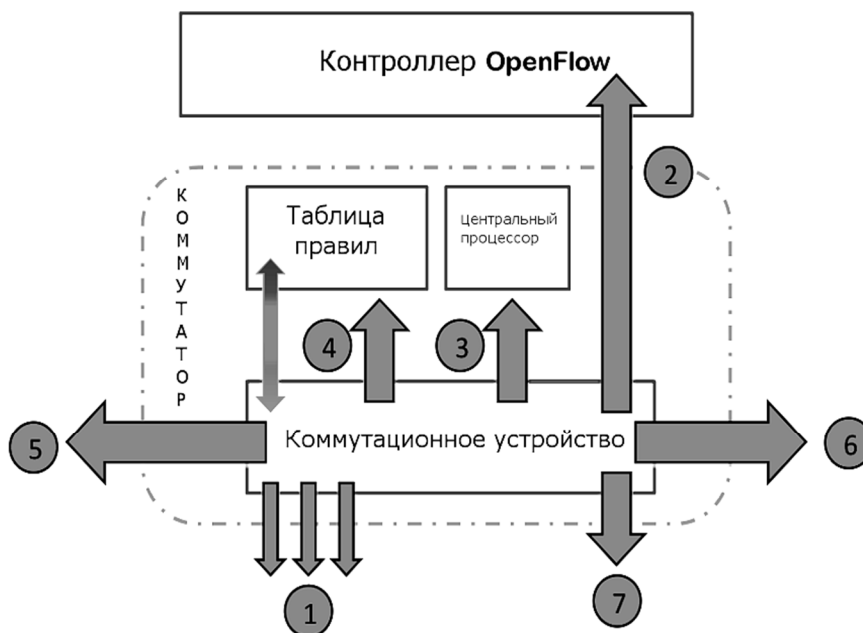 Контроллер OpenFlow
2
КОММУТАТОР
Таблица
правил
Центральный
процессор
4
3
5
Коммутационное устройство
6
1
7